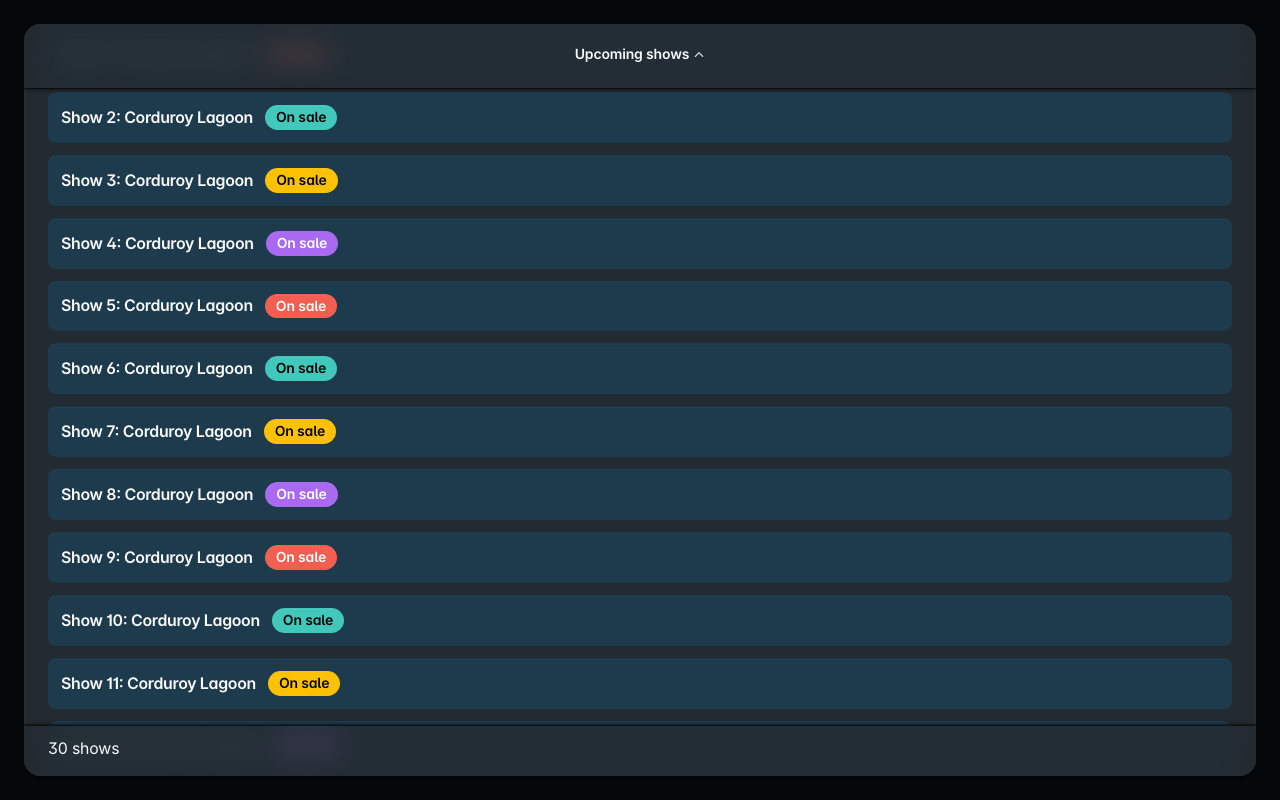 Upcoming shows
Show 2: Corduroy Lagoon On sale
Show 3: Corduroy Lagoon On sale
Show 4: Corduroy Lagoon On sale
Show 5: Corduroy Lagoon On sale
Show 6: Corduroy Lagoon On sale
Show 7: Corduroy Lagoon On sale
Show 8: Corduroy Lagoon On sale
Show 9: Corduroy Lagoon On sale
Show 10: Corduroy Lagoon On sale
Show 11: Corduroy Lagoon On sale
30 shows